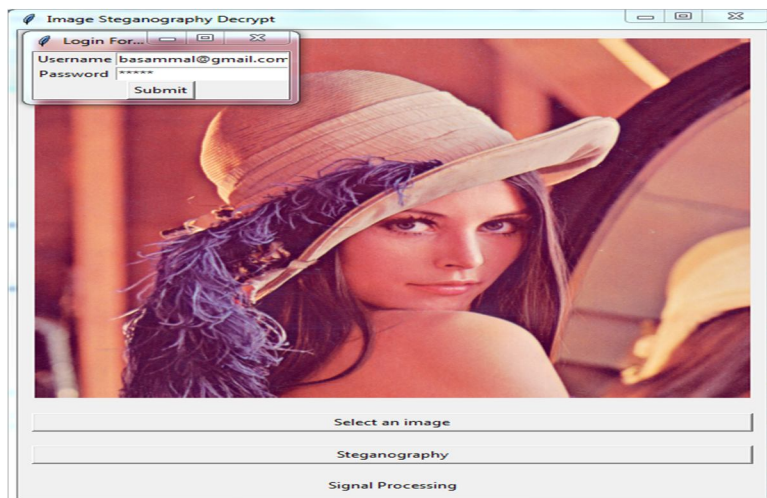 Image Steganography Decrypt
Login For...
Username basammal@gmail.com
Password *****
Submit
Select an image
Steganography
Signal Processing